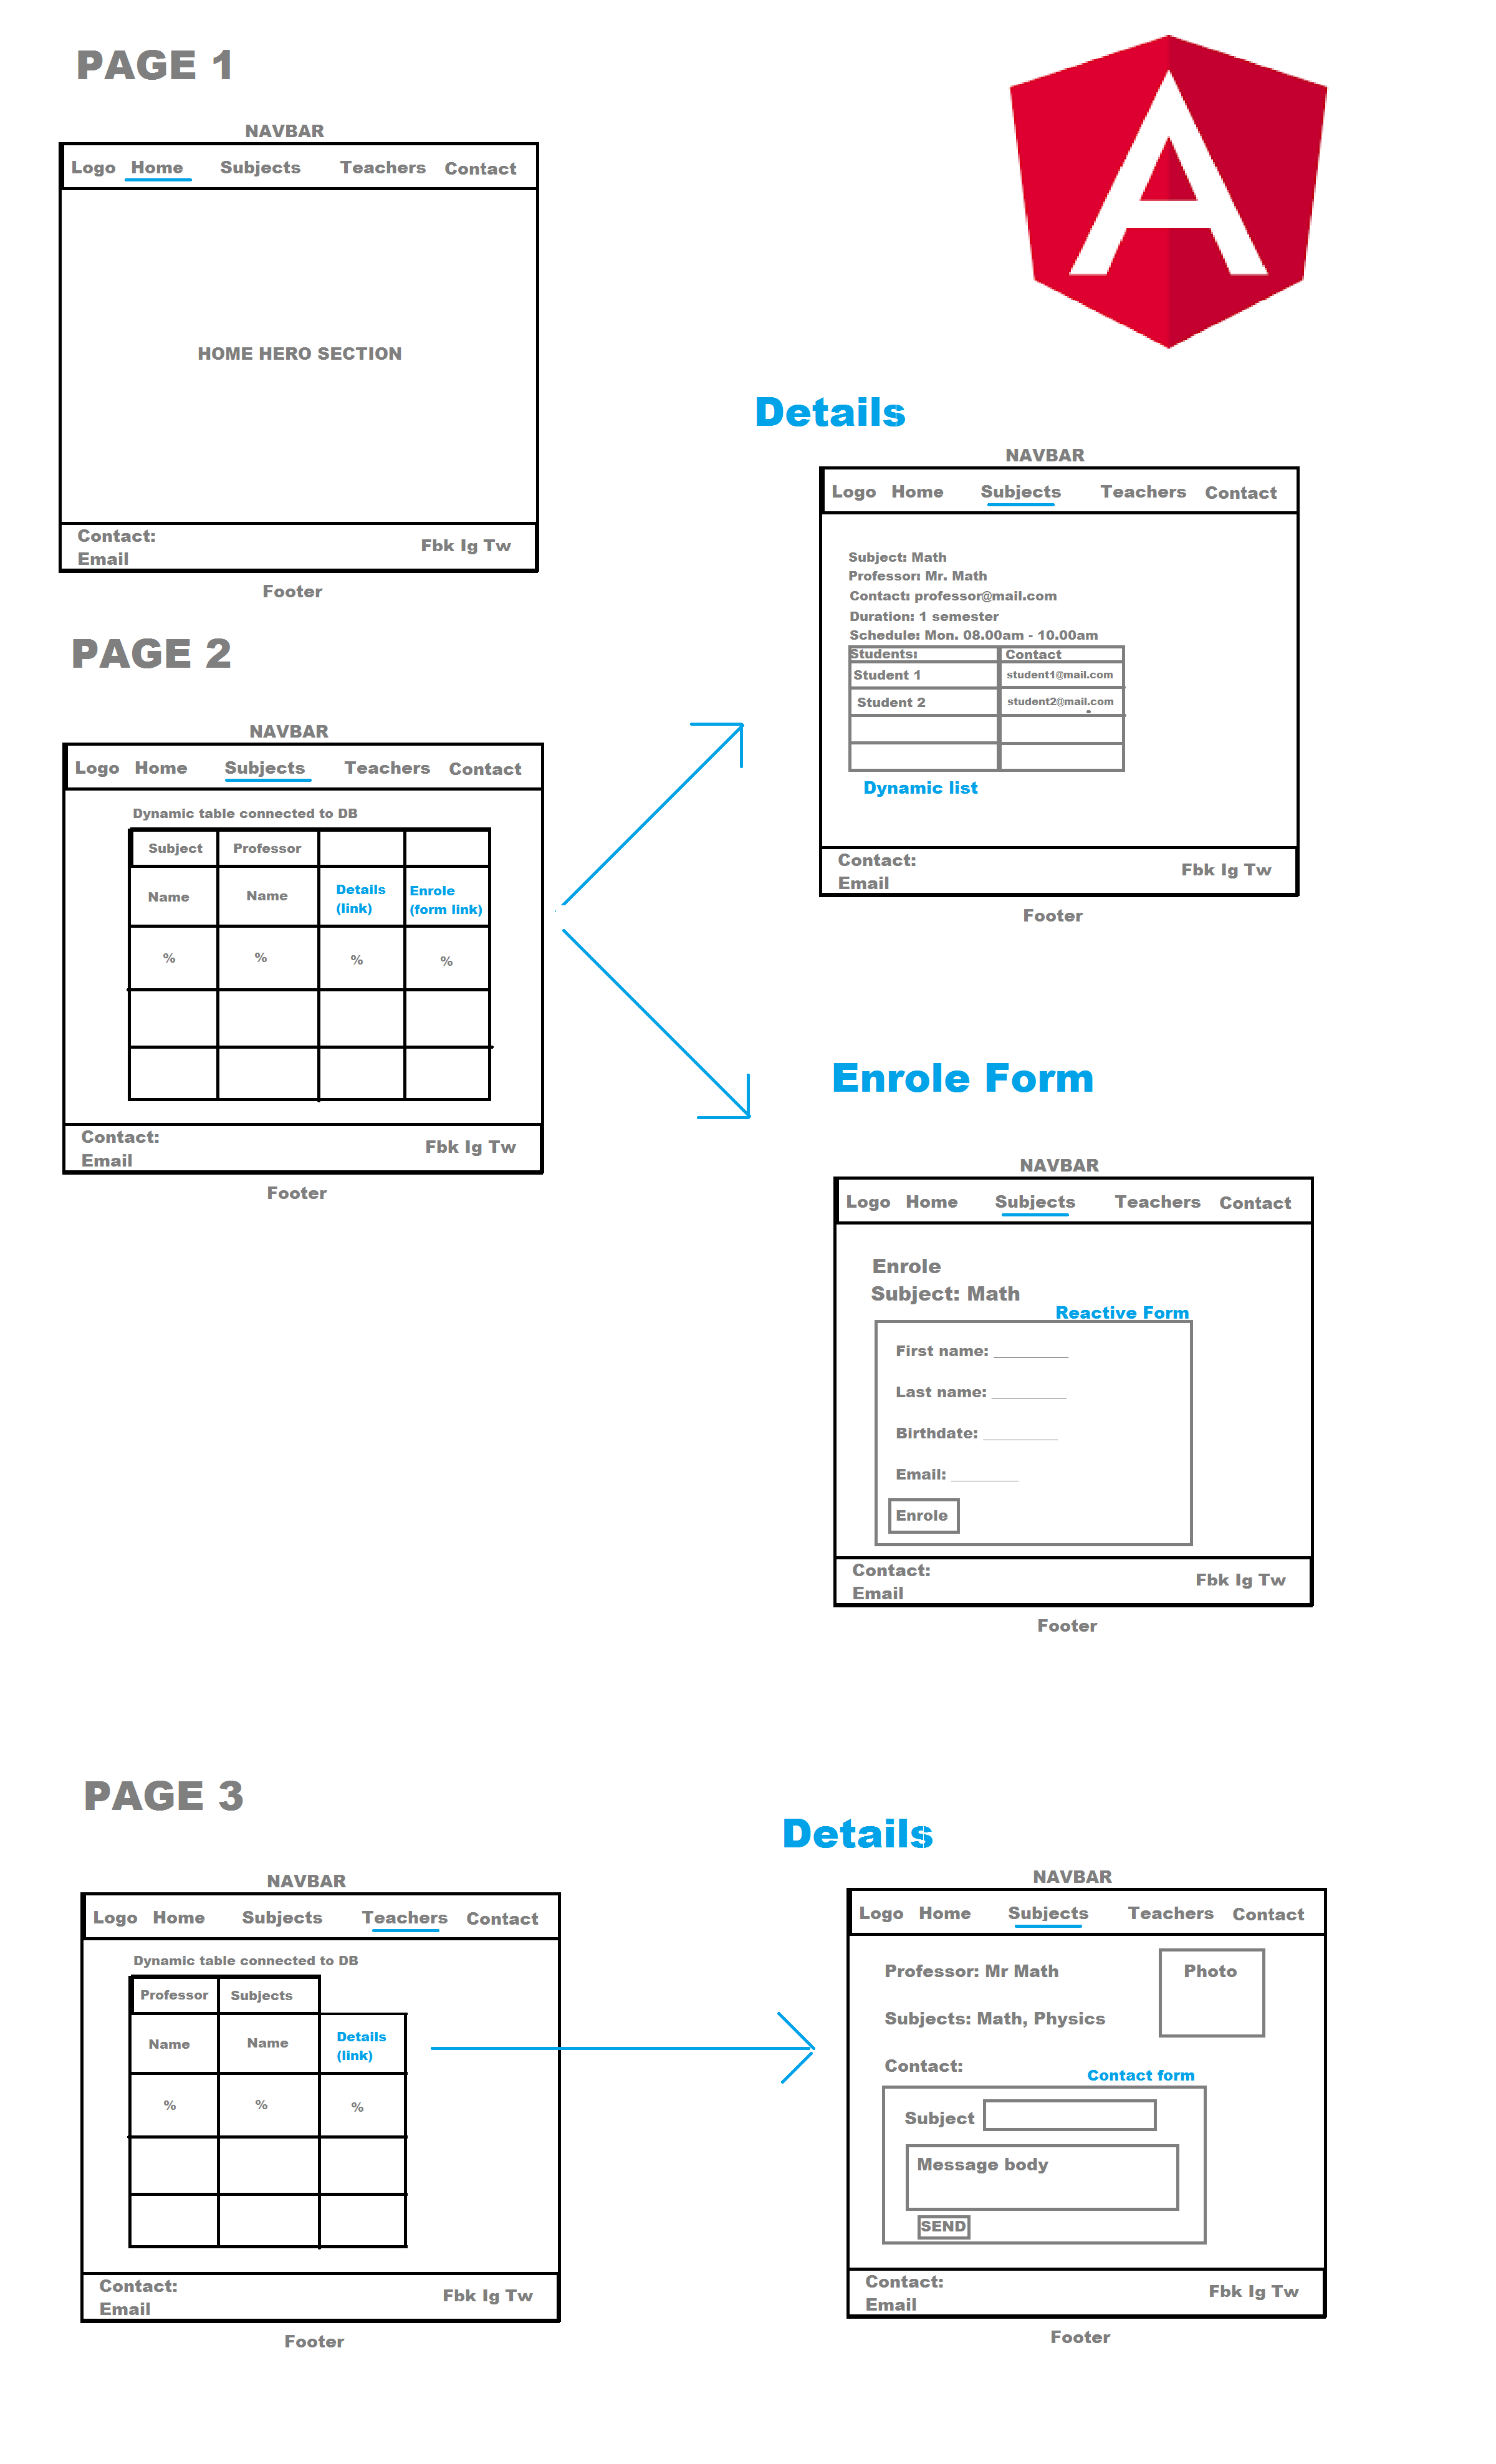 PAGE 1
NAVBAR
Logo Home Subjects Teachers Contact
HOME HERO SECTION
Contact:
Email
Fbk Ig Tw
Footer
Details
NAVBAR
Logo Home Subjects Teachers Contact
Subject: Math
Professor: Mr. Math
Contact: professor@mail.com
Duration: 1 semester
Schedule: Mon. 08.00am - 10.00am
Students: Contact
Student 1 student1@mail.com
Student 2 student2@mail.com
Dynamic list
Contact:
Email
Fbk Ig Tw
Footer
PAGE 2
NAVBAR
Logo Home Subjects Teachers Contact
Dynamic table connected to DB
Subject Professor
Name Name Details (link) Enrole (form link)
% % % %
Contact:
Email
Fbk Ig Tw
Footer
Enrole Form
NAVBAR
Logo Home Subjects Teachers Contact
Enrole
Subject: Math
Reactive Form
First name: _________
Last name: _________
Birthdate: _________
Email: ________
Enrole
Contact:
Email
Fbk Ig Tw
Footer
PAGE 3
NAVBAR
Logo Home Subjects Teachers Contact
Dynamic table connected to DB
Professor Subjects
Name Name Details (link)
% % %
Contact:
Email
Fbk Ig Tw
Footer
Details
NAVBAR
Logo Home Subjects Teachers Contact
Professor: Mr Math
Photo
Subjects: Math, Physics
Contact:
Contact form
Subject
Message body
SEND
Contact:
Email
Fbk Ig Tw
Footer